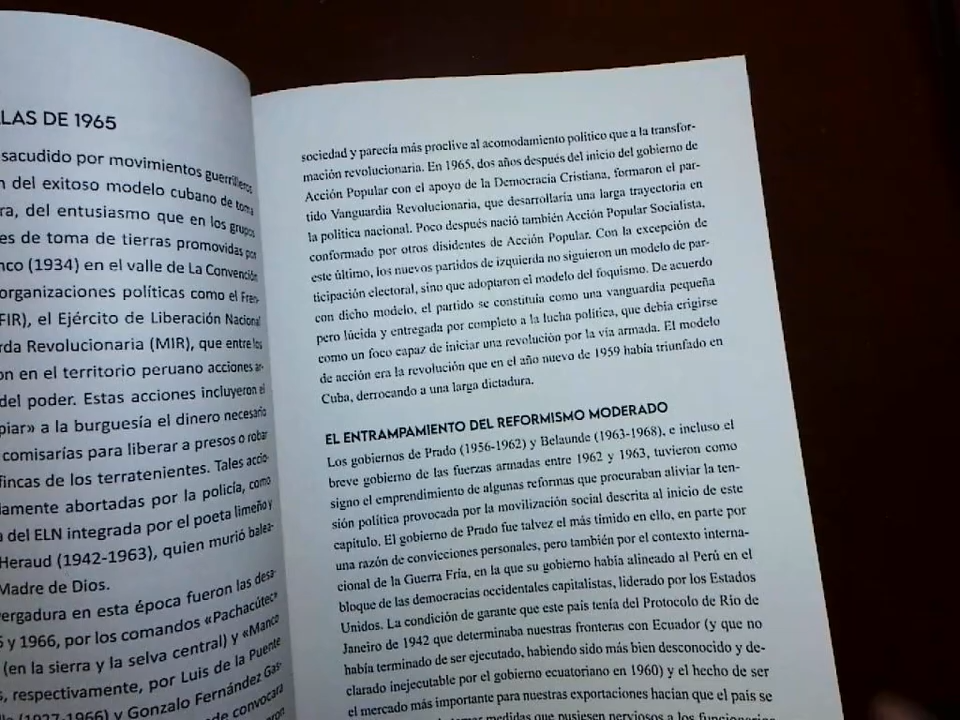 LAS DE 1965
sacudido por movimientos guerrilleros
n del exitoso modelo cubano de toma
ra, del entusiasmo que en los grupos
es de toma de tierras promovidas por
nco (1934) en el valle de La Convención
organizaciones políticas como el Fren-
FIR), el Ejército de Liberación Nacional
rda Revolucionaria (MIR), que entre los
on en el territorio peruano acciones ar-
del poder. Estas acciones incluyeron el
piar» a la burguesía el dinero necesario
comisarías para liberar a presos o robar
fincas de los terratenientes. Tales accio-
iamente abortadas por la policía, como
a del ELN integrada por el poeta limeño y
Heraud (1942-1963), quien murió balea-
Madre de Dios.
vergadura en esta época fueron las desa-
5 y 1966, por los comandos «Pachacútec»
(en la sierra y la selva central) y «Manco
s, respectivamente, por Luis de la Puente
(1927-1966) y Gonzalo Fernández Gas-
de convocara
sociedad y parecía más proclive al acomodamiento político que a la transfor-
mación revolucionaria. En 1965, dos años después del inicio del gobierno de
Acción Popular con el apoyo de la Democracia Cristiana, formaron el par-
tido Vanguardia Revolucionaria, que desarrollaría una larga trayectoria en
la política nacional. Poco después nació también Acción Popular Socialista,
conformado por otros disidentes de Acción Popular. Con la excepción de
este último, los nuevos partidos de izquierda no siguieron un modelo de par-
ticipación electoral, sino que adoptaron el modelo del foquismo. De acuerdo
con dicho modelo, el partido se constituía como una vanguardia pequeña
pero lúcida y entregada por completo a la lucha política, que debía erigirse
como un foco capaz de iniciar una revolución por la vía armada. El modelo
de acción era la revolución que en el año nuevo de 1959 había triunfado en
Cuba, derrocando a una larga dictadura.
EL ENTRAMPAMIENTO DEL REFORMISMO MODERADO
Los gobiernos de Prado (1956-1962) y Belaunde (1963-1968), e incluso el
breve gobierno de las fuerzas armadas entre 1962 y 1963, tuvieron como
signo el emprendimiento de algunas reformas que procuraban aliviar la ten-
sión política provocada por la movilización social descrita al inicio de este
capítulo. El gobierno de Prado fue talvez el más tímido en ello, en parte por
una razón de convicciones personales, pero también por el contexto interna-
cional de la Guerra Fría, en la que su gobierno había alineado al Perú en el
bloque de las democracias occidentales capitalistas, liderado por los Estados
Unidos. La condición de garante que este país tenía del Protocolo de Río de
Janeiro de 1942 que determinaba nuestras fronteras con Ecuador (y que no
había terminado de ser ejecutado, habiendo sido más bien desconocido y de-
clarado inejecutable por el gobierno ecuatoriano en 1960) y el hecho de ser
el mercado más importante para nuestras exportaciones hacían que el país se
medidas que pusiesen nerviosos a los funcionarios